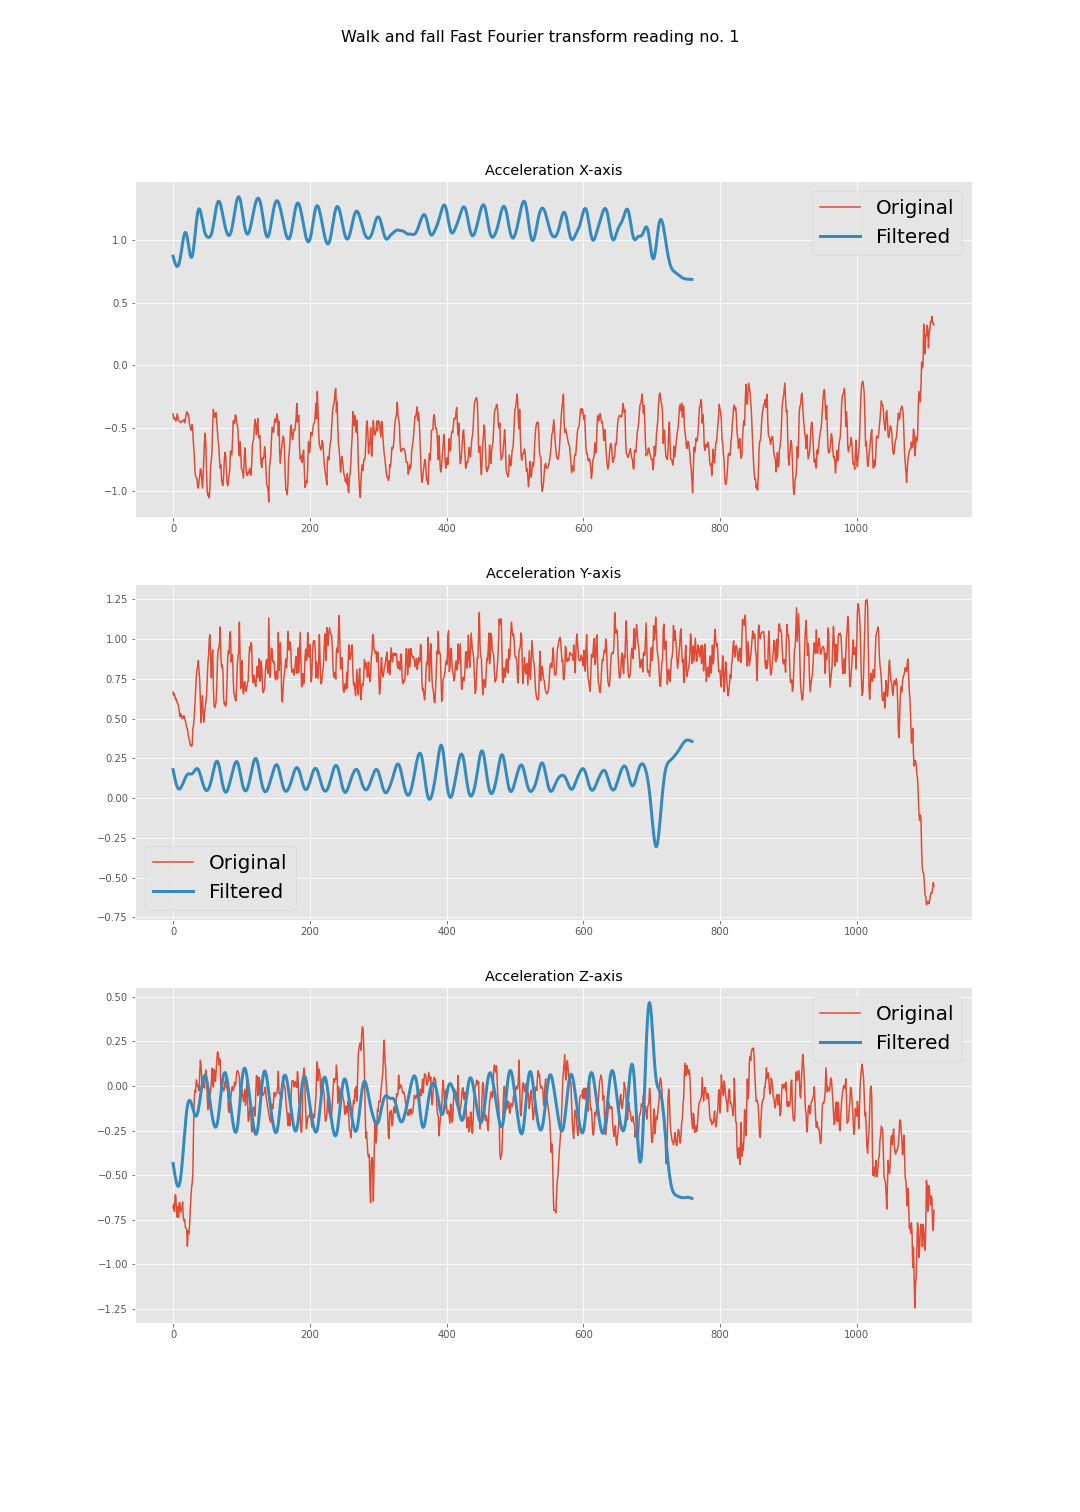 Walk and fall Fast Fourier transform reading no. 1
Acceleration X-axis
Original
Filtered
1.0
0.5
0.0
−0.5
−1.0
0 200 400 600 800 1000
Acceleration Y-axis
1.25
1.00
0.75
0.50
0.25
0.00
−0.25
−0.50
−0.75
Original
Filtered
0 200 400 600 800 1000
Acceleration Z-axis
Original
Filtered
0.50
0.25
0.00
−0.25
−0.50
−0.75
−1.00
−1.25
0 200 400 600 800 1000